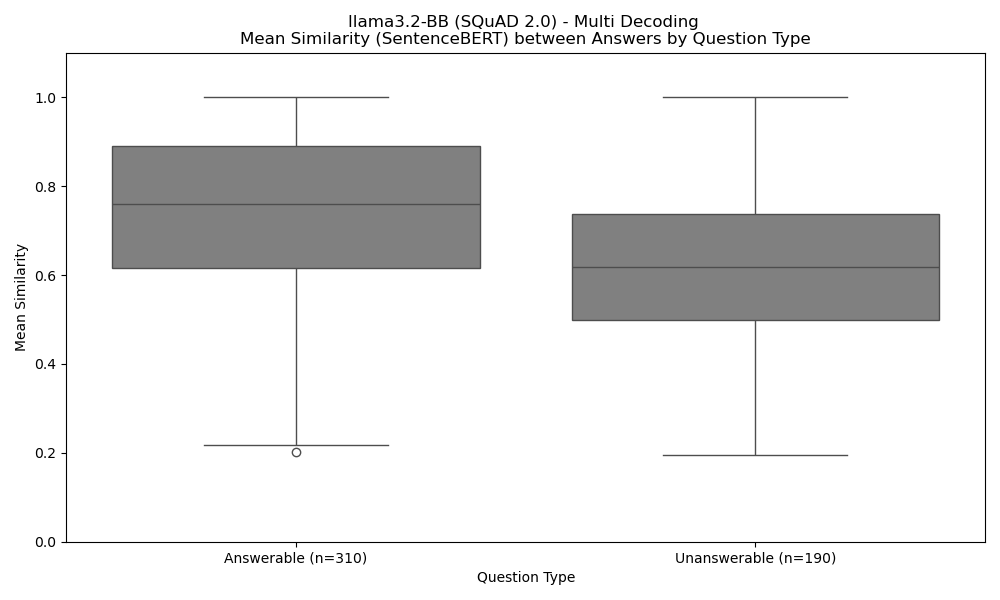 llama3.2-BB (SQuAD 2.0) - Multi Decoding
Mean Similarity (SentenceBERT) between Answers by Question Type
1.0
0.8
0.6
0.4
0.2
0.0
Mean Similarity
Answerable (n=310)
Unanswerable (n=190)
Question Type